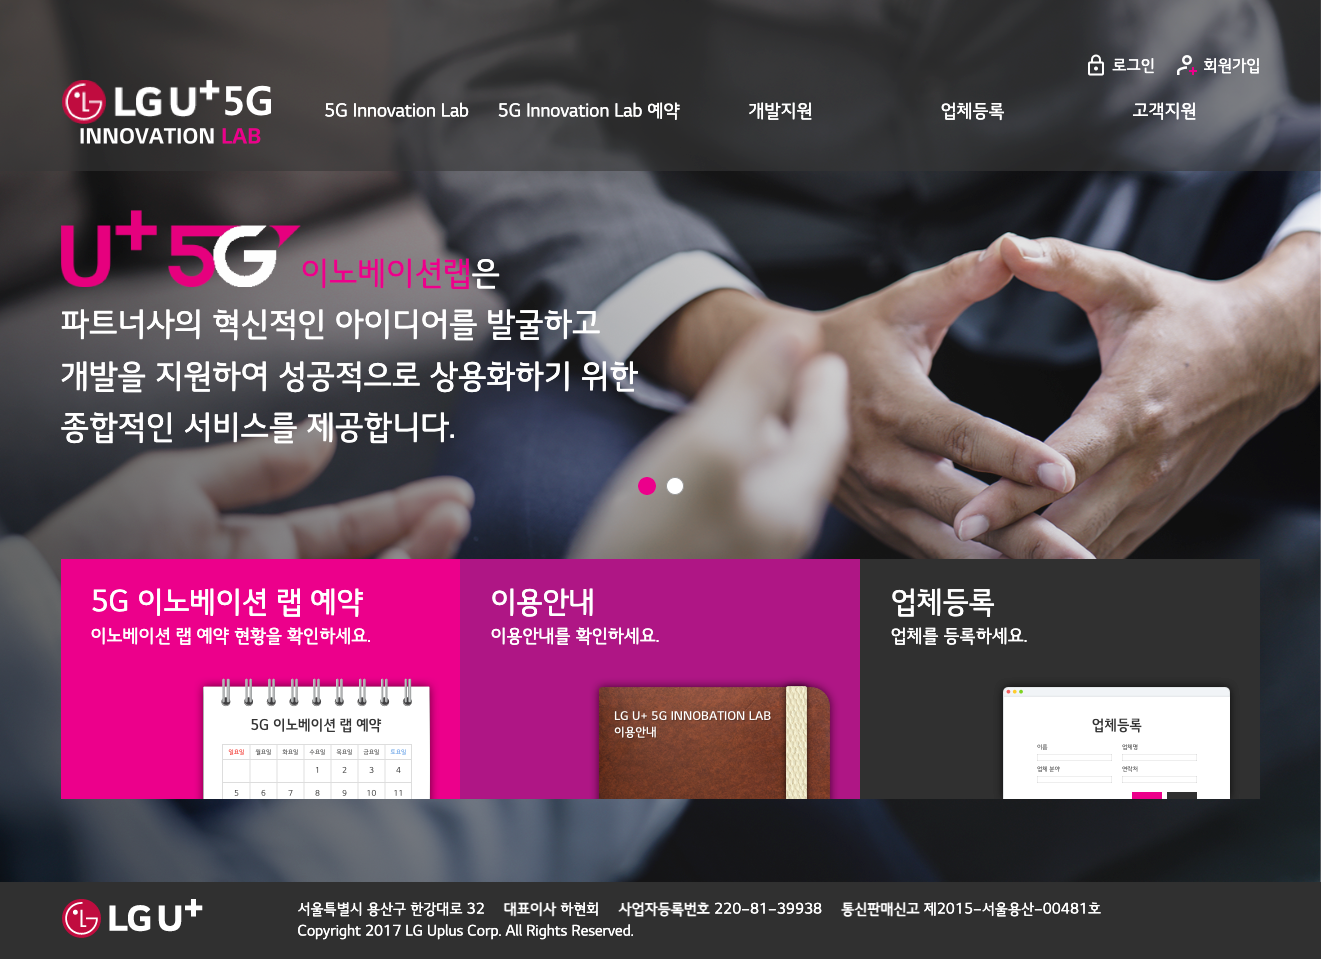 로그인 회원가입
LG U+ 5G
INNOVATION LAB
5G Innovation Lab 5G Innovation Lab 예약 개발지원 업체등록 고객지원
U+ 5G 이노베이션랩은
파트너사의 혁신적인 아이디어를 발굴하고
개발을 지원하여 성공적으로 상용화하기 위한
종합적인 서비스를 제공합니다.
5G 이노베이션 랩 예약
이노베이션 랩 예약 현황을 확인하세요.
5G 이노베이션 랩 예약
일요일 월요일 화요일 수요일 목요일 금요일 토요일
1 2 3 4
5 6 7 8 9 10 11
이용안내
이용안내를 확인하세요.
LG U+ 5G INNOBATION LAB
이용안내
업체등록
업체를 등록하세요.
업체등록
이름 업체명
업체 분야 연락처
LG U+
서울특별시 용산구 한강대로 32 대표이사 하현회 사업자등록번호 220-81-39938 통신판매신고 제2015-서울용산-00481호
Copyright 2017 LG Uplus Corp. All Rights Reserved.